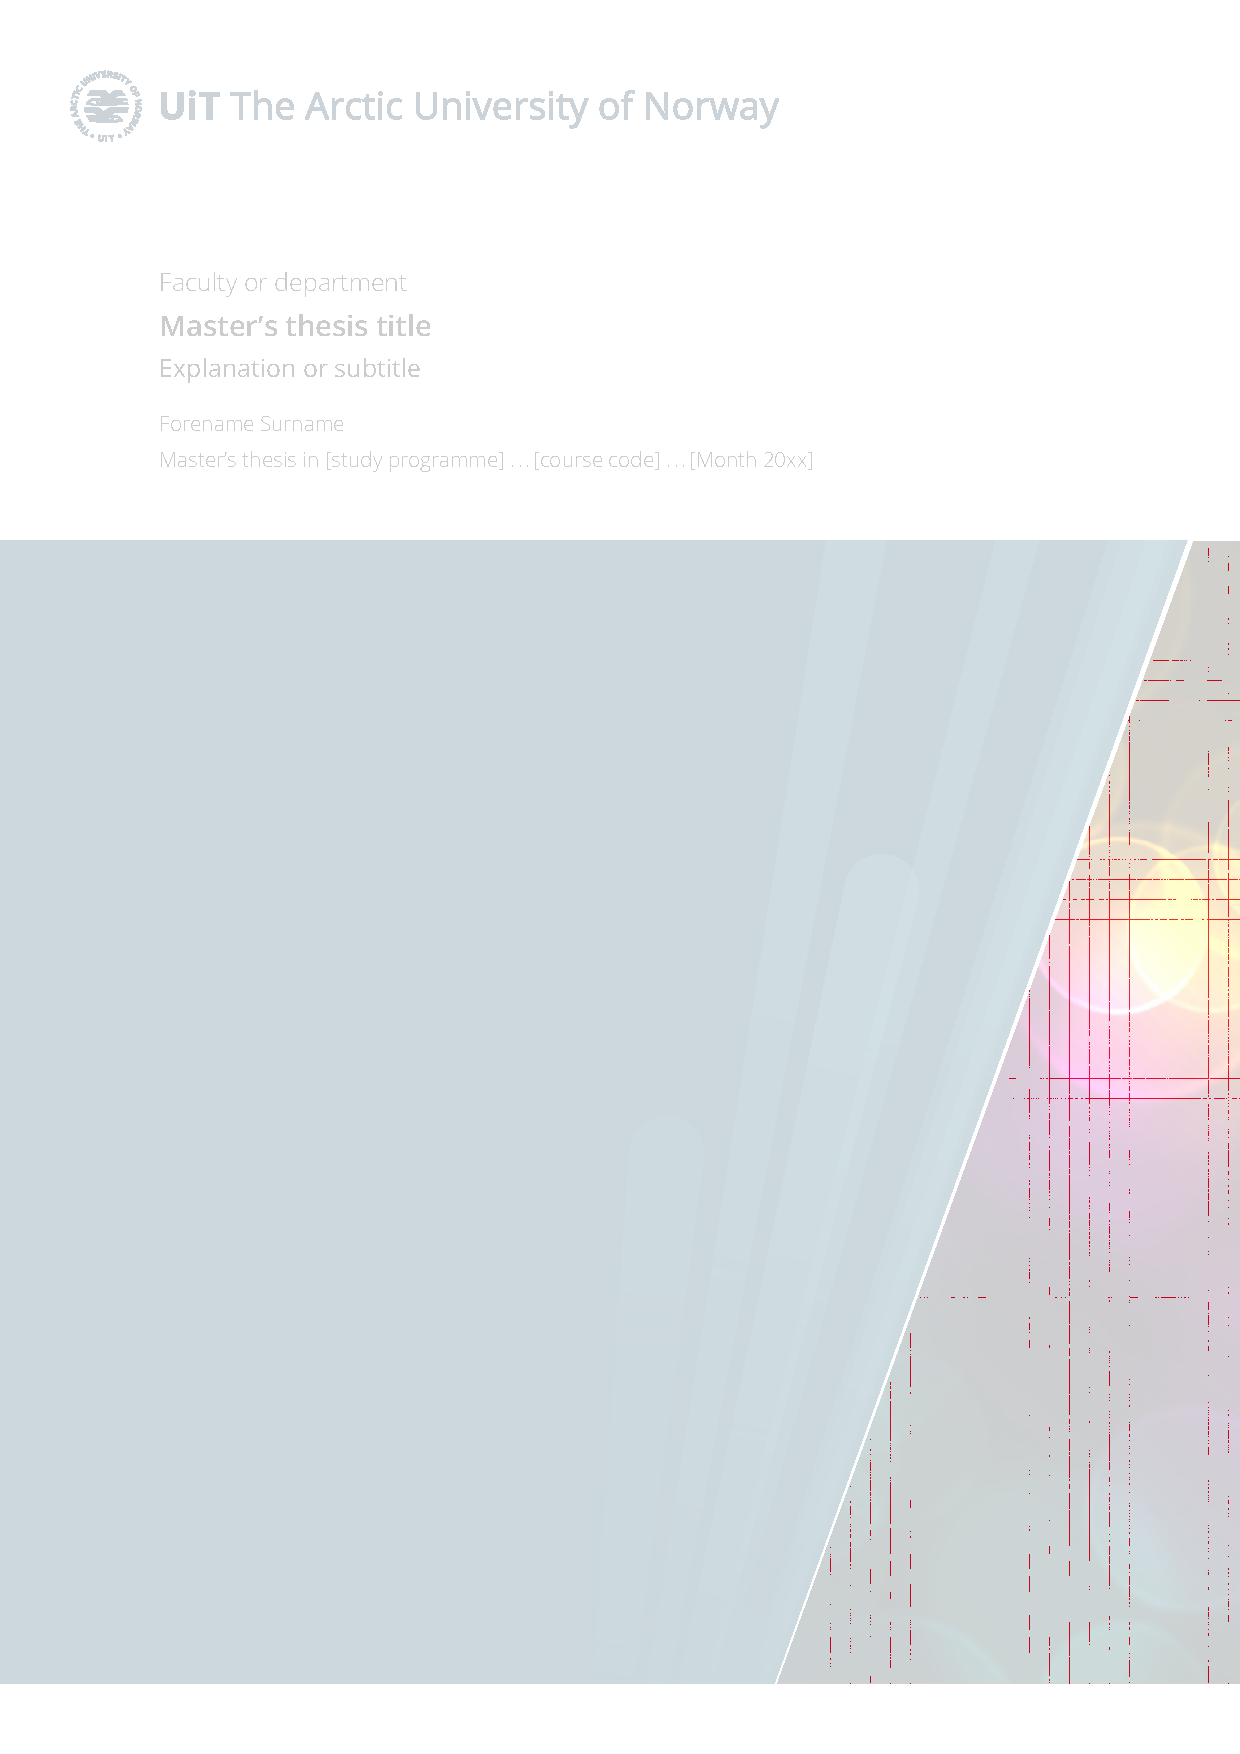 THE ARCTIC UNIVERSITY OF NORWAY • UiT •
UiT The Arctic University of Norway
Faculty or department
Master’s thesis title
Explanation or subtitle
Forename Surname
Master’s thesis in [study programme] ... [course code] ... [Month 20xx]